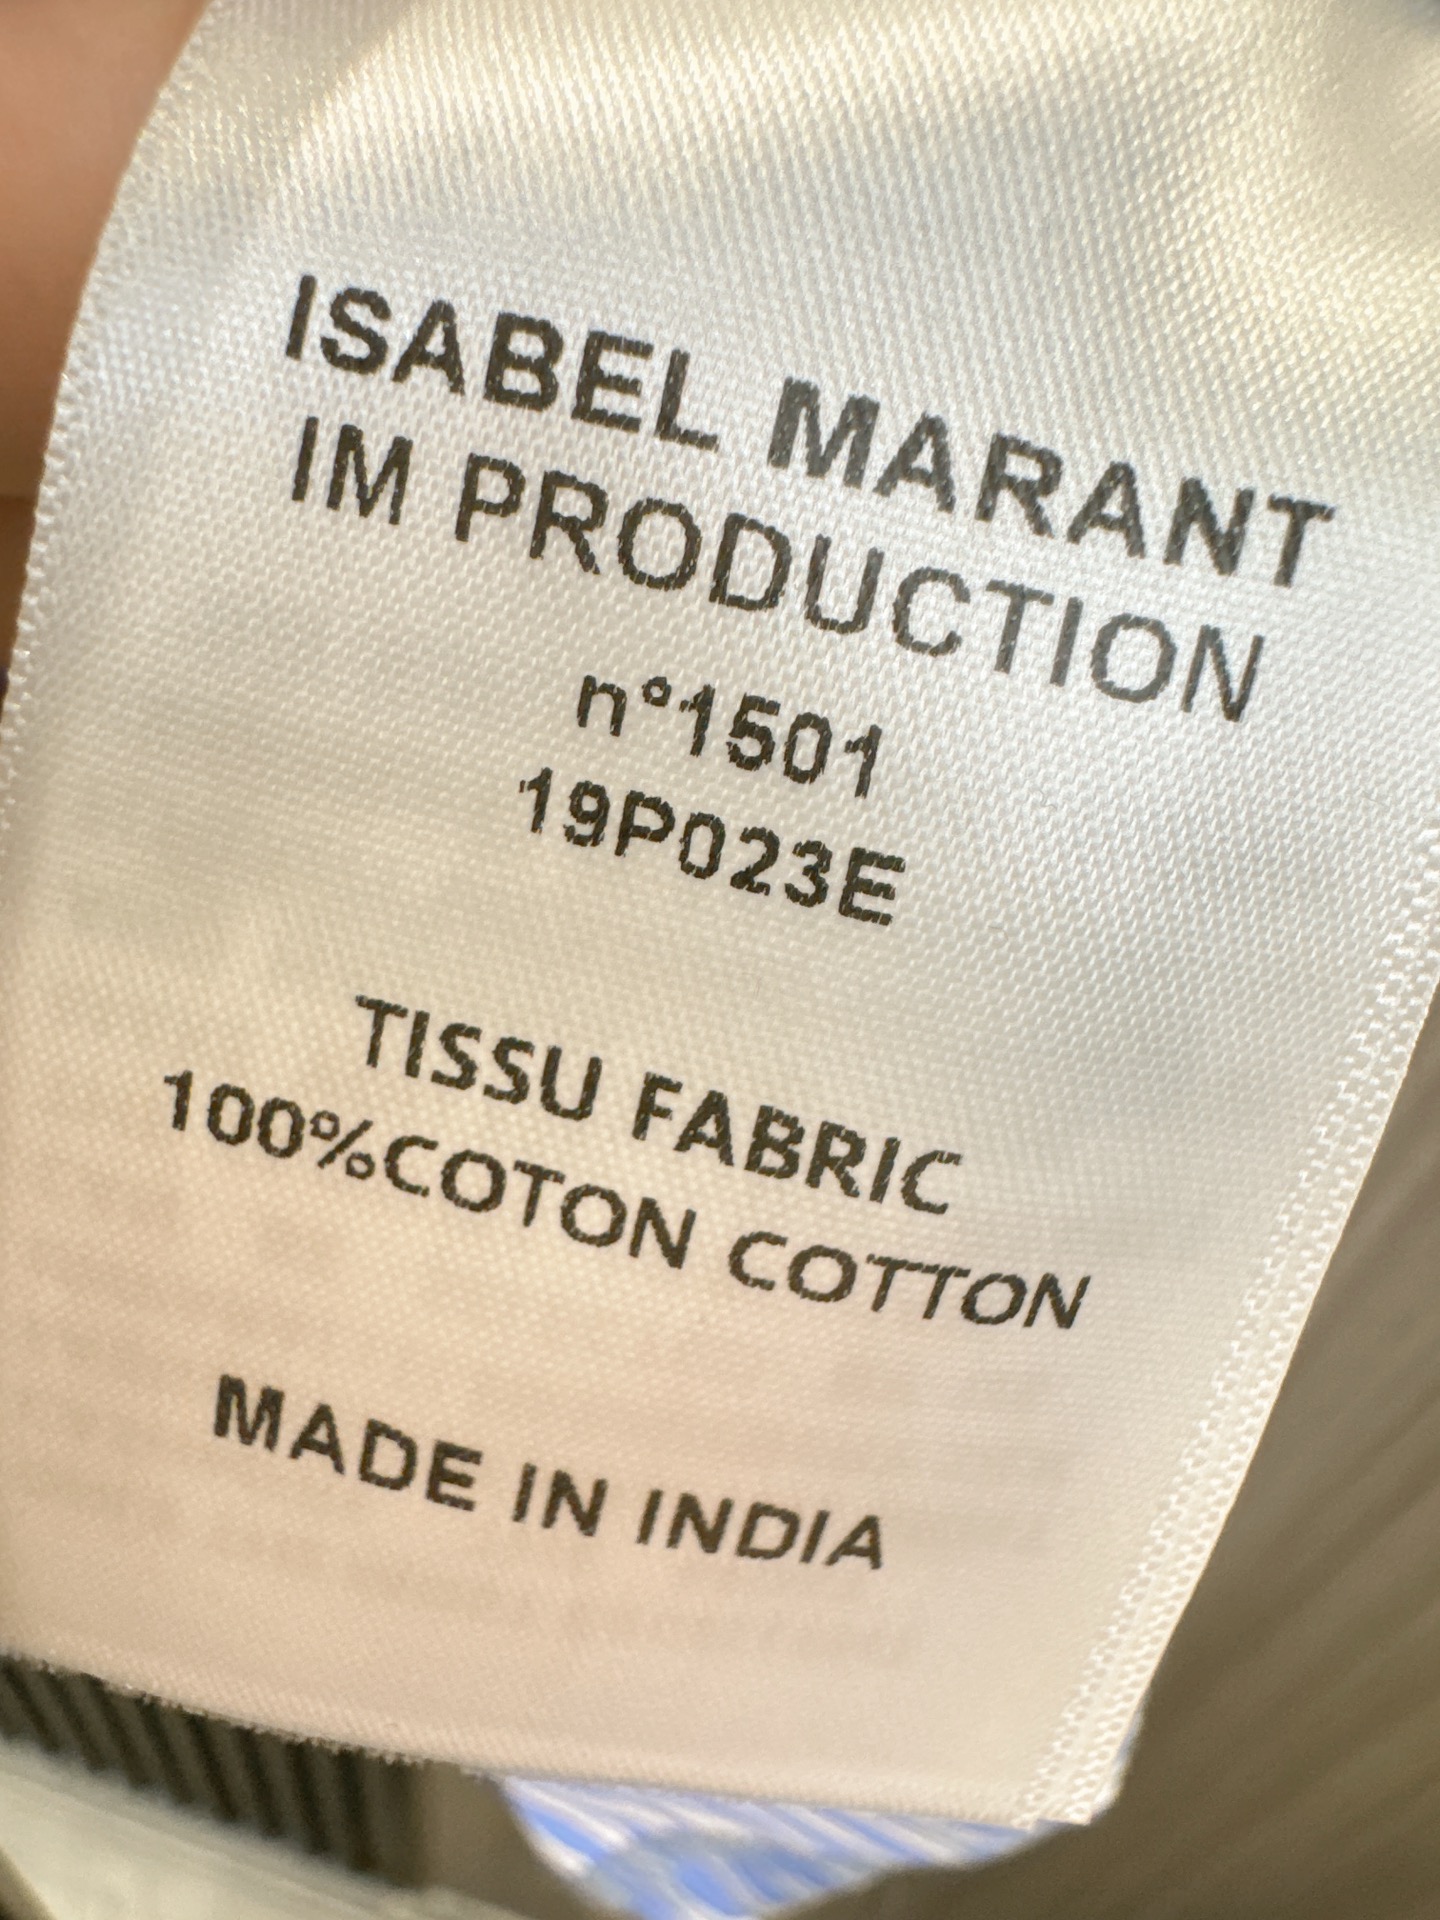 ISABEL MARANT
IM PRODUCTION
n°1501
19P023E
TISSU FABRIC
100%COTON COTTON
MADE IN INDIA